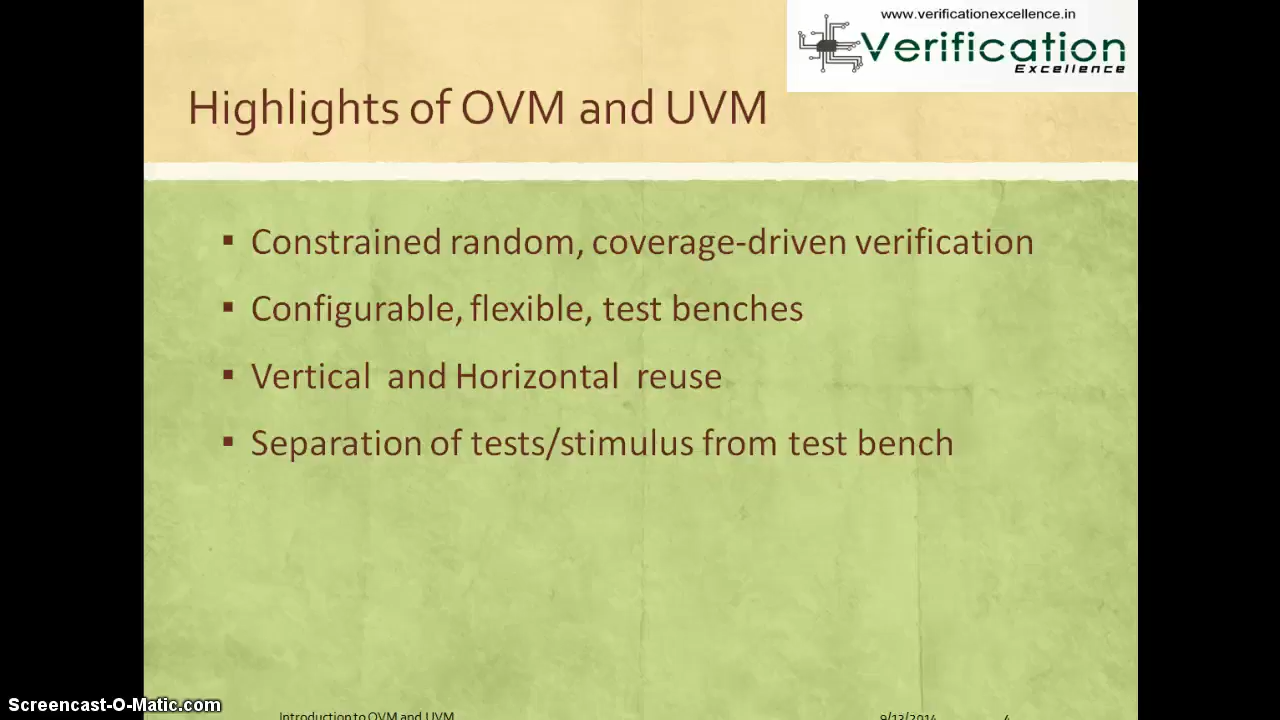 www.verificationexcellence.in
Verification
Excellence
Highlights of OVM and UVM
▪ Constrained random, coverage-driven verification
▪ Configurable, flexible, test benches
▪ Vertical and Horizontal reuse
▪ Separation of tests/stimulus from test bench
Screencast-O-Matic.com
Introduction to OVM and UVM
9/13/2014
4